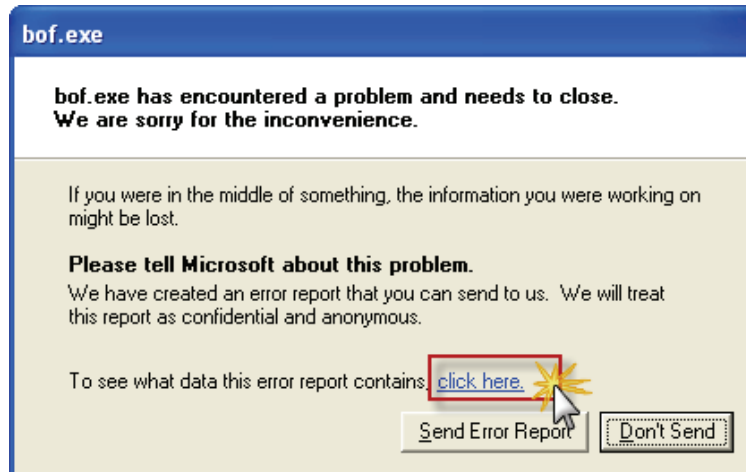 bof.exe
bof.exe has encountered a problem and needs to close.
We are sorry for the inconvenience.
If you were in the middle of something, the information you were working on
might be lost.
Please tell Microsoft about this problem.
We have created an error report that you can send to us.  We will treat
this report as confidential and anonymous.
To see what data this error report contains, click here.
Send Error Report
Don't Send